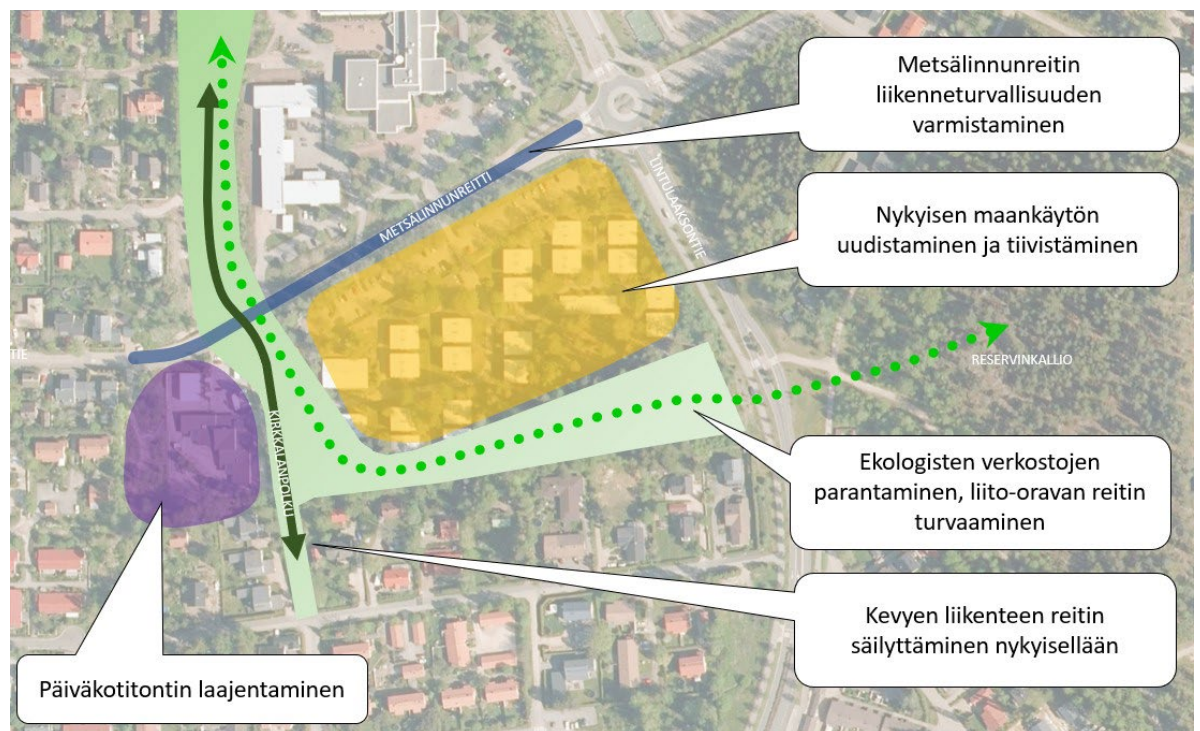 Metsälinnunreitin
liikenneturvallisuuden
varmistaminen
Nykyisen maankäytön
uudistaminen ja tiivistäminen
METSÄLINNUNREITTI
LINTULAAKSONTIE
TIE
RESERVINKALLIO
KIRKKALANPOLKU
Ekologisten verkostojen
parantaminen, liito-oravan reitin
turvaaminen
Kevyen liikenteen reitin
säilyttäminen nykyisellään
Päiväkotitontin laajentaminen